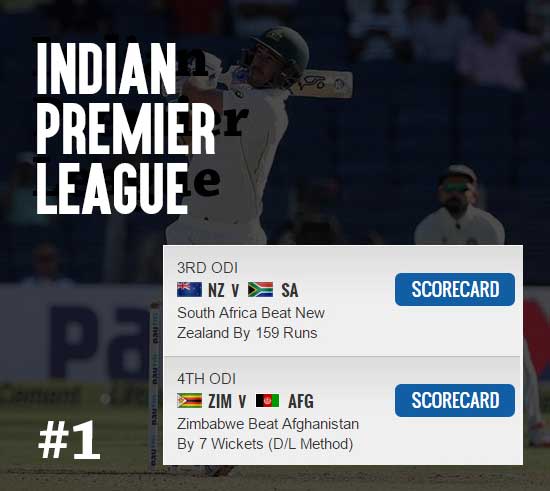 INDIAN
PREMIER
LEAGUE
3RD ODI
NZ V SA
SCORECARD
South Africa Beat New
Zealand By 159 Runs
4TH ODI
ZIM V AFG
SCORECARD
Zimbabwe Beat Afghanistan
By 7 Wickets (D/L Method)
#1